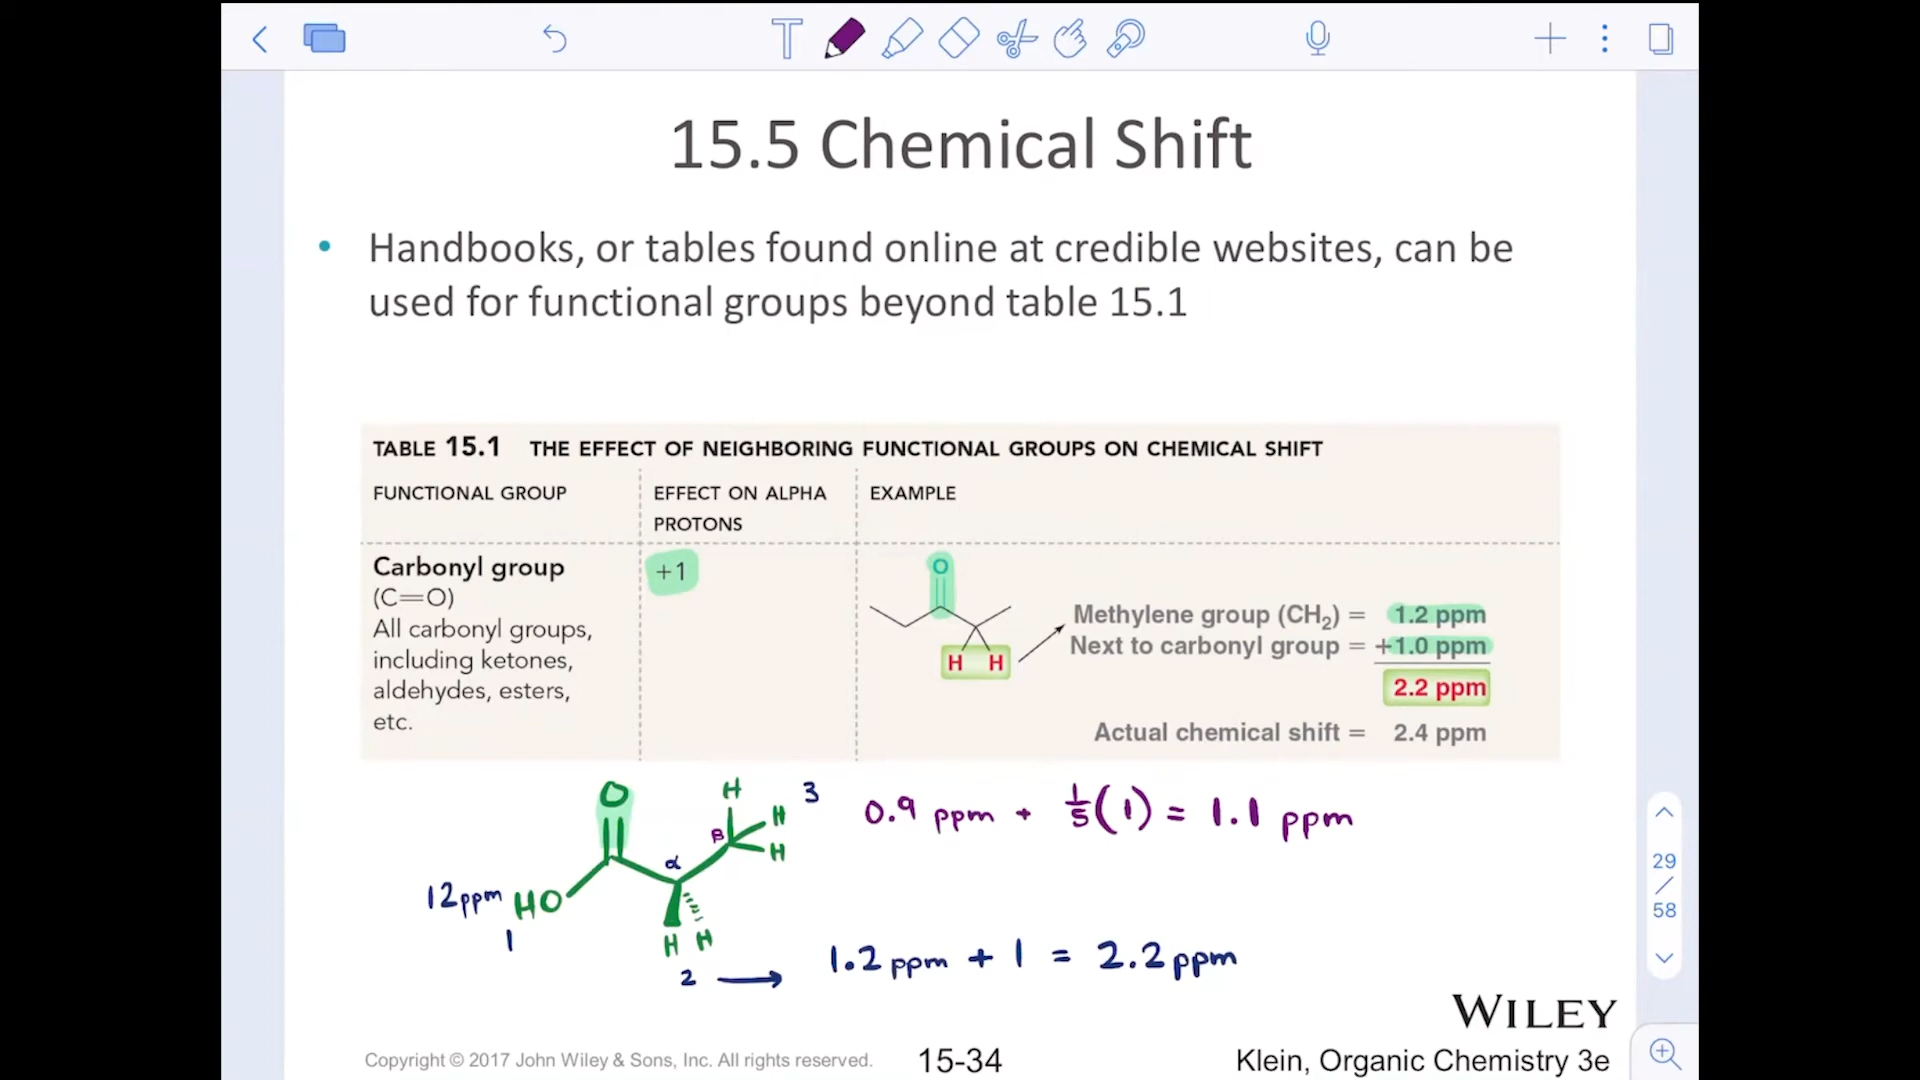 15.5 Chemical Shift
• Handbooks, or tables found online at credible websites, can be
used for functional groups beyond table 15.1
TABLE 15.1 THE EFFECT OF NEIGHBORING FUNCTIONAL GROUPS ON CHEMICAL SHIFT
FUNCTIONAL GROUP
EFFECT ON ALPHA
PROTONS
EXAMPLE
Carbonyl group
(C=O)
All carbonyl groups,
including ketones,
aldehydes, esters,
etc.
+1
O
H H
Methylene group (CH₂) = 1.2 ppm
Next to carbonyl group = +1.0 ppm
2.2 ppm
Actual chemical shift = 2.4 ppm
O
H
H
H
3
β
α
12ppm HO
1
H H
2
0.9 ppm + 1/5(1) = 1.1 ppm
1.2 ppm + 1 = 2.2 ppm
WILEY
Copyright © 2017 John Wiley & Sons, Inc. All rights reserved.
15-34
Klein, Organic Chemistry 3e
29
/
58
T